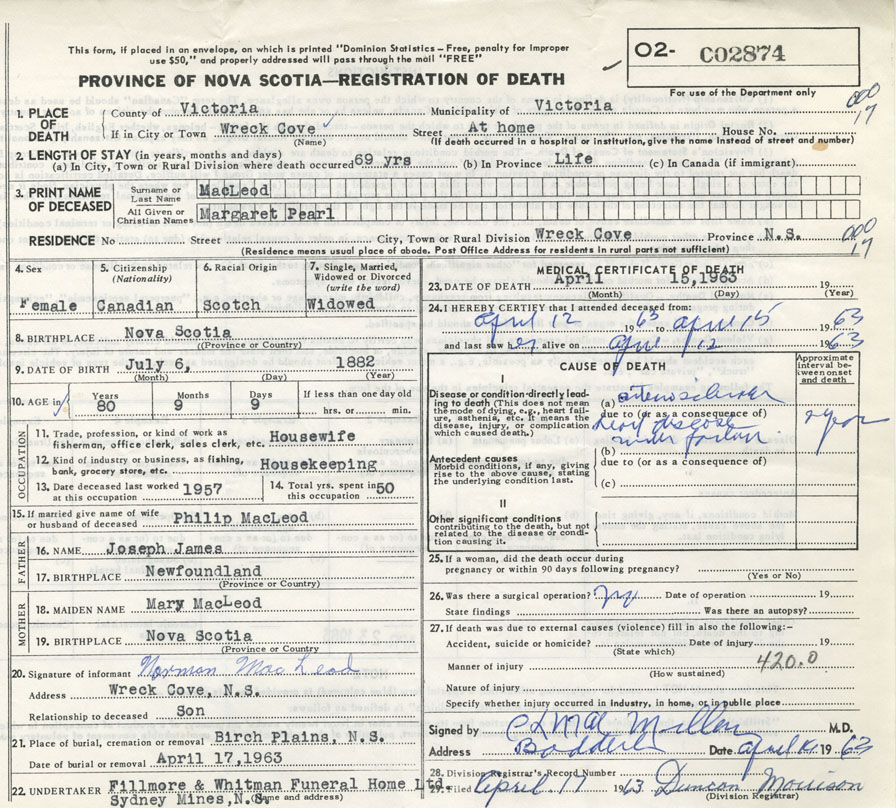 This form, if placed in an envelope, on which is printed "Dominion Statistics – Free, penalty for improper
use $50," and properly addressed will pass through the mail "FREE"
O2- C02874
PROVINCE OF NOVA SCOTIA—REGISTRATION OF DEATH
For use of the Department only
1. PLACE OF DEATH
County of Victoria Municipality of Victoria
If in City or Town Wreck Cove Street At home House No.
(Name) (If death occurred in a hospital or institution, give the name instead of street and number)
000
17
2. LENGTH OF STAY (in years, months and days)
(a) In City, Town or Rural Division where death occurred 69 yrs (b) In Province Life (c) In Canada (if immigrant)
3. PRINT NAME OF DECEASED
Surname or Last Name MacLeod
All Given or Christian Names Margaret Pearl
RESIDENCE No Street City, Town or Rural Division Wreck Cove Province N.S.
(Residence means usual place of abode. Post Office Address for residents in rural parts not sufficient)
000
17
4. Sex Female
5. Citizenship (Nationality) Canadian
6. Racial Origin Scotch
7. Single, Married, Widowed or Divorced (write the word) Widowed
8. BIRTHPLACE Nova Scotia
(Province or Country)
9. DATE OF BIRTH July 6, 1882
(Month) (Day) (Year)
10. AGE in Years 80 Months 9 Days 9 If less than one day old hrs. or min.
OCCUPATION
11. Trade, profession, or kind of work as fisherman, office clerk, sales clerk, etc. Housewife
12. Kind of industry or business, as fishing, bank, grocery store, etc. Housekeeping
13. Date deceased last worked at this occupation 1957
14. Total yrs. spent in this occupation 50
15. If married give name of wife or husband of deceased Philip MacLeod
FATHER
16. NAME Joseph James
17. BIRTHPLACE Newfoundland
(Province or Country)
MOTHER
18. MAIDEN NAME Mary MacLeod
19. BIRTHPLACE Nova Scotia
(Province or Country
20. Signature of informant Norman MacLeod
Address Wreck Cove, N.S.
Relationship to deceased Son
21. Place of burial, cremation or removal Birch Plains, N.S.
Date of burial or removal April 17,1963
22. UNDERTAKER Fillmore & Whitman Funeral Home Ltd
Sydney Mines,N.S.
(Name and address)
MEDICAL CERTIFICATE OF DEATH
23. DATE OF DEATH April 15,1963 19
(Month) (Day) (Year)
24. I HEREBY CERTIFY that I attended deceased from:
April 12 1963 to April 15 1963
and last saw her alive on April 12 1963
CAUSE OF DEATH
Approximate interval between onset and death
I
Disease or condition directly leading to death (This does not mean the mode of dying, e.g., heart failure, asthenia, etc. it means the disease, injury, or complication which caused death.)
(a)
due to (or as a consequence of)
heart disease
Antecedent causes
Morbid conditions, if any, giving rise to the above cause, stating the underlying condition last.
(b)
due to (or as a consequence of)
(c)
II
Other significant conditions
contributing to the death, but not related to the disease or condition causing it.
25. If a woman, did the death occur during
pregnancy or within 90 days following pregnancy?
(Yes or No)
26. Was there a surgical operation? no Date of operation 19
State findings Was there an autopsy?
27. If death was due to external causes (violence) fill in also the following:-
Accident, suicide or homicide? Date of injury 19
(State which)
Manner of injury 420.0
(How sustained)
Nature of injury
Specify whether injury occurred in industry, in home, or in public place
Signed by M.D.
Address Baddeck Date April 1963
28. Division Registrar's Record Number
29. Filed April 17 1963 Duncan Morrison
(Division Registrar)